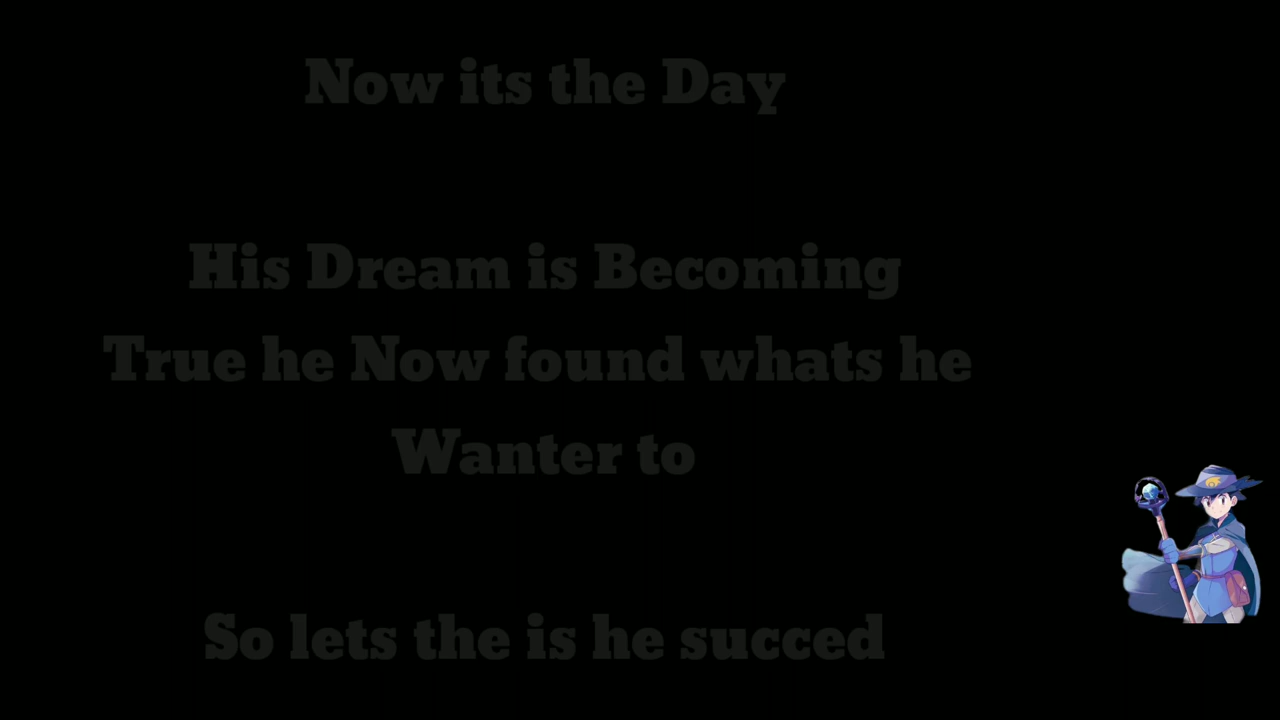 Now its the Day
His Dream is Becoming
True he Now found whats he
Wanter to
So lets the is he succed